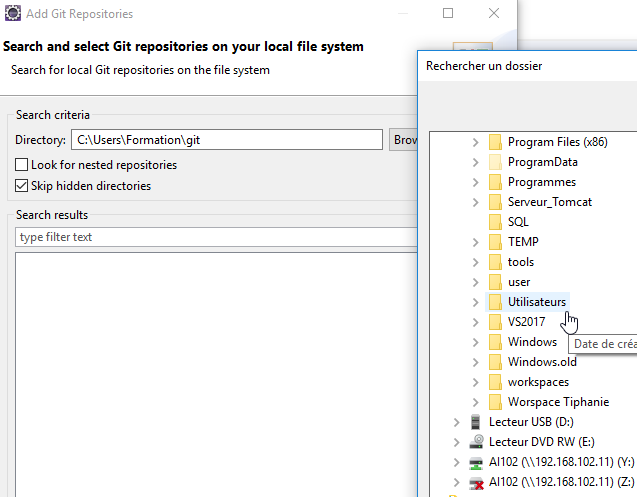 Add Git Repositories
Search and select Git repositories on your local file system
Search for local Git repositories on the file system
Search criteria
Directory: C:\Users\Formation\git Brow
Look for nested repositories
Skip hidden directories
Search results
type filter text
Rechercher un dossier
Program Files (x86)
ProgramData
Programmes
Serveur_Tomcat
SQL
TEMP
tools
user
Utilisateurs
VS2017
Windows
Date de créa
Windows.old
workspaces
Worspace Tiphanie
Lecteur USB (D:)
Lecteur DVD RW (E:)
AI102 (\\192.168.102.11) (Y:)
AI102 (\\192.168.102.11) (Z:)